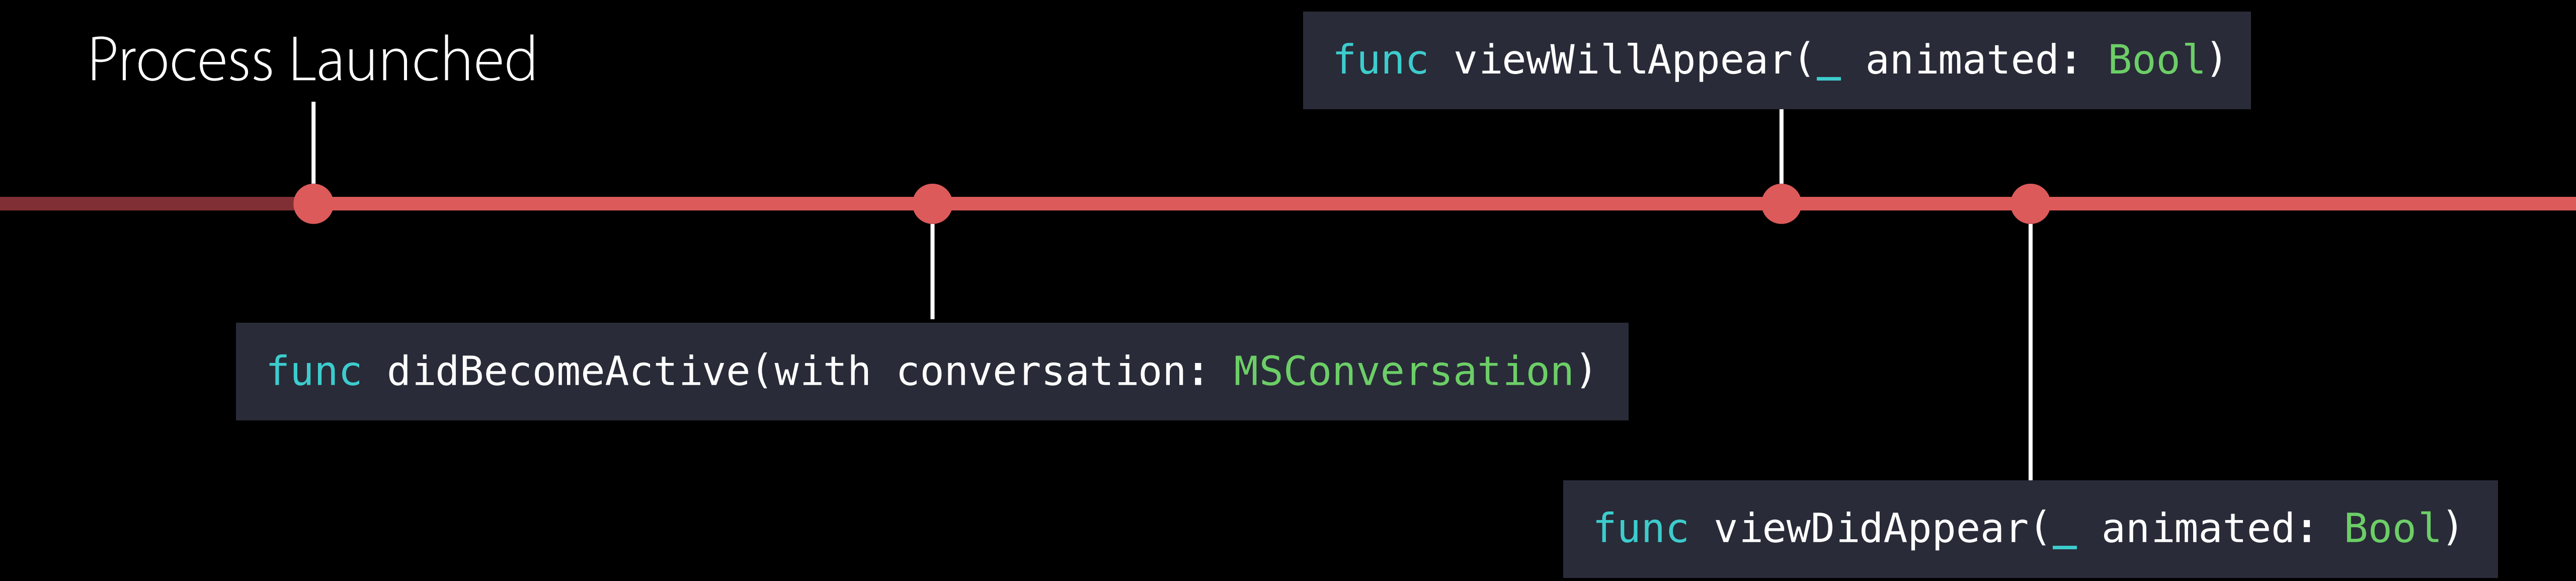 Process Launched
func viewWillAppear(_ animated: Bool)
func didBecomeActive(with conversation: MSConversation)
func viewDidAppear(_ animated: Bool)